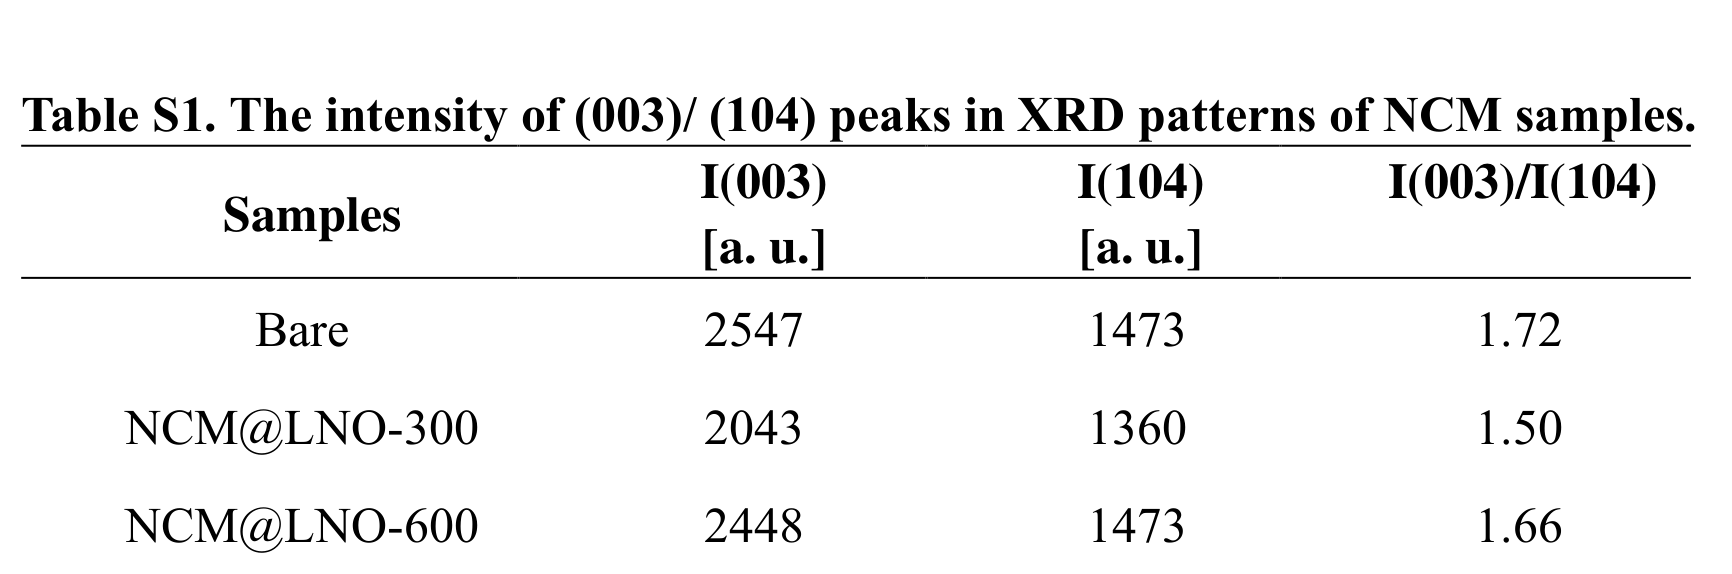 Table S1. The intensity of (003)/ (104) peaks in XRD patterns of NCM samples.
Samples I(003) [a. u.] I(104) [a. u.] I(003)/I(104)
Bare 2547 1473 1.72
NCM@LNO-300 2043 1360 1.50
NCM@LNO-600 2448 1473 1.66